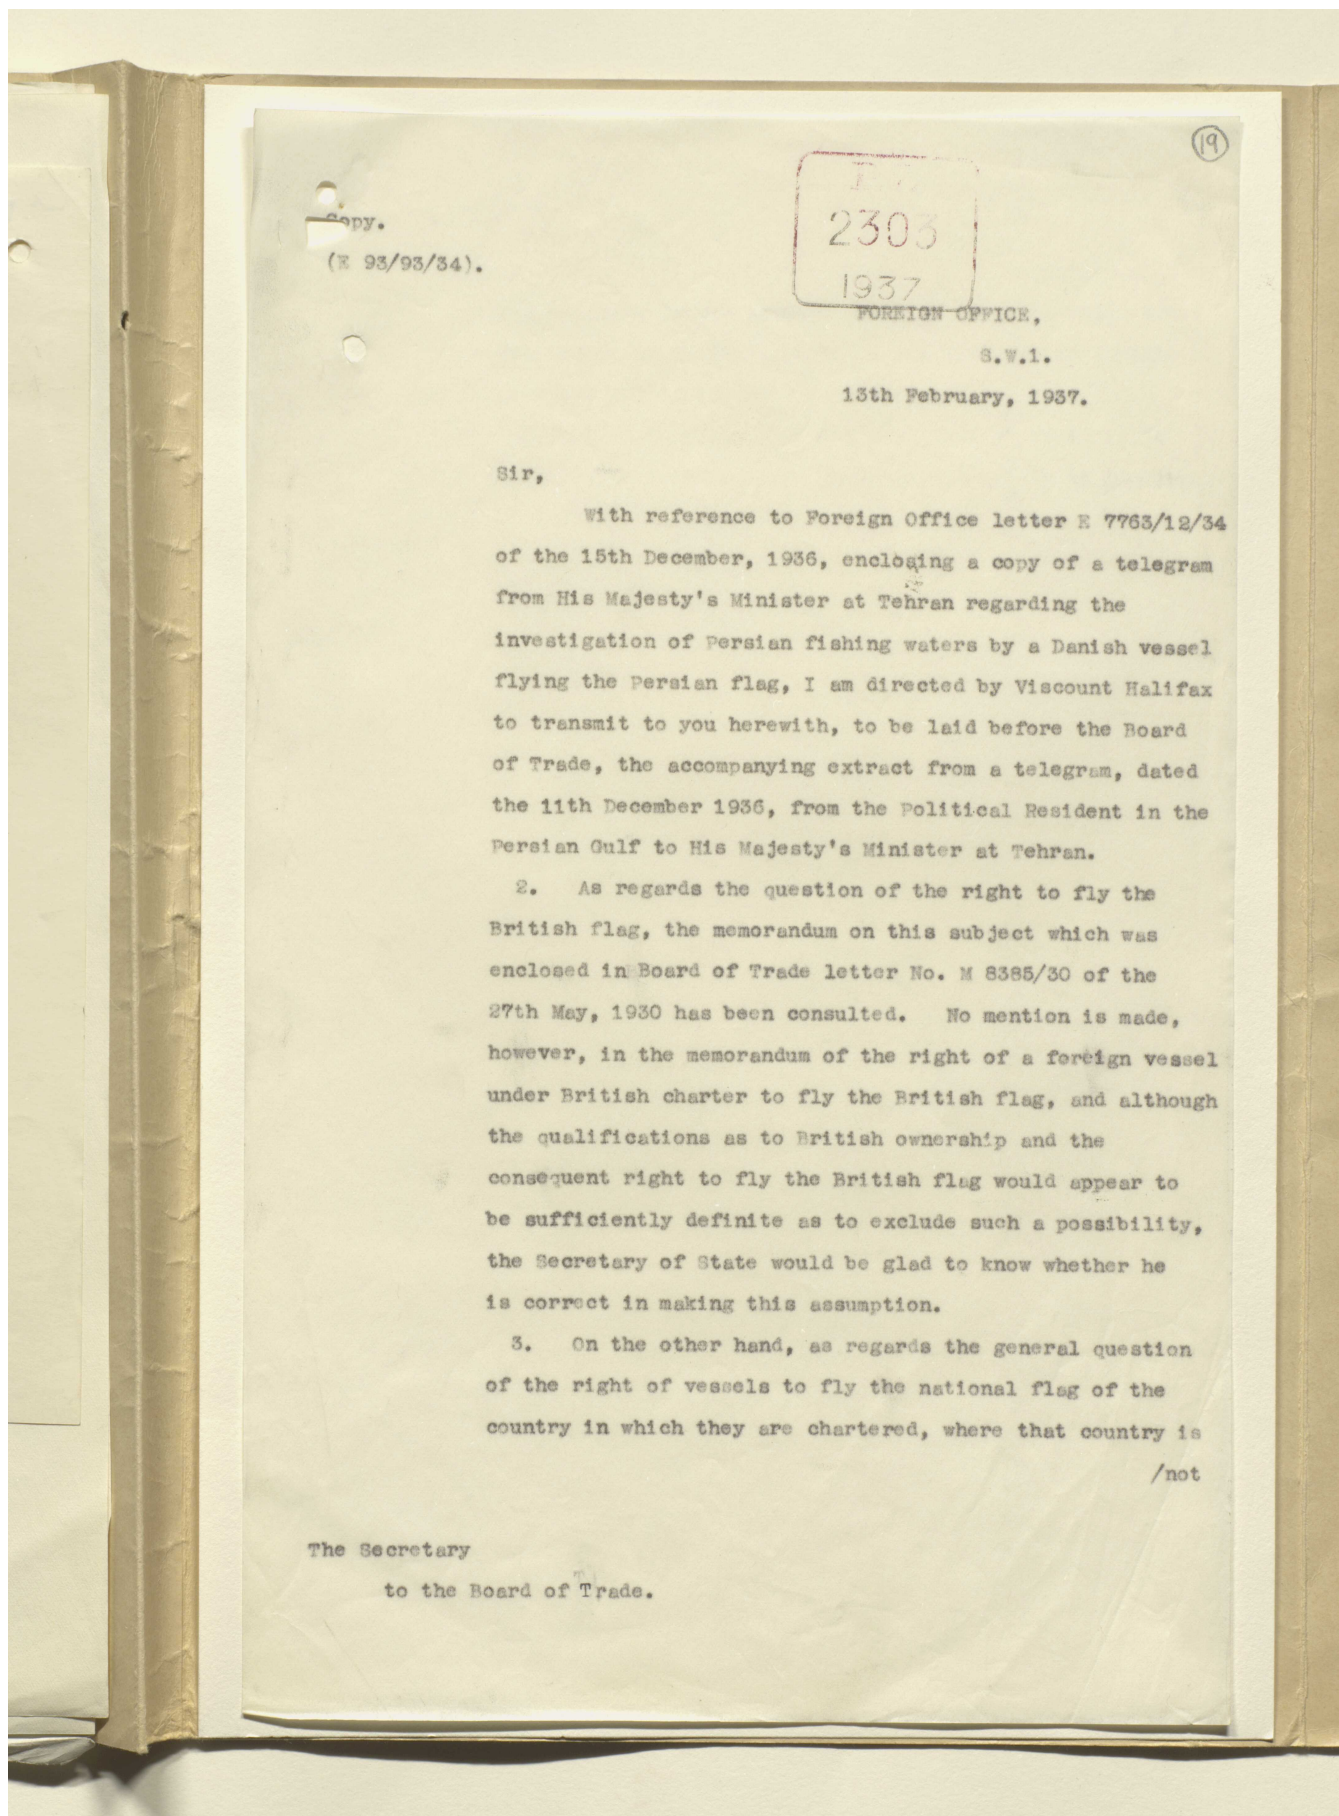 19
2303
1937
Copy.
(E 93/93/34).
FOREIGN OFFICE,
S.W.1.
13th February, 1937.
Sir,
With reference to Foreign Office letter E 7763/12/34
of the 15th December, 1936, enclosing a copy of a telegram
from His Majesty's Minister at Tehran regarding the
investigation of Persian fishing waters by a Danish vessel
flying the Persian flag, I am directed by Viscount Halifax
to transmit to you herewith, to be laid before the Board
of Trade, the accompanying extract from a telegram, dated
the 11th December 1936, from the Political Resident in the
Persian Gulf to His Majesty's Minister at Tehran.
2. As regards the question of the right to fly the
British flag, the memorandum on this subject which was
enclosed in Board of Trade letter No. M 8385/30 of the
27th May, 1930 has been consulted. No mention is made,
however, in the memorandum of the right of a foreign vessel
under British charter to fly the British flag, and although
the qualifications as to British ownership and the
consequent right to fly the British flag would appear to
be sufficiently definite as to exclude such a possibility,
the Secretary of State would be glad to know whether he
is correct in making this assumption.
3. On the other hand, as regards the general question
of the right of vessels to fly the national flag of the
country in which they are chartered, where that country is
/not
The Secretary
to the Board of Trade.